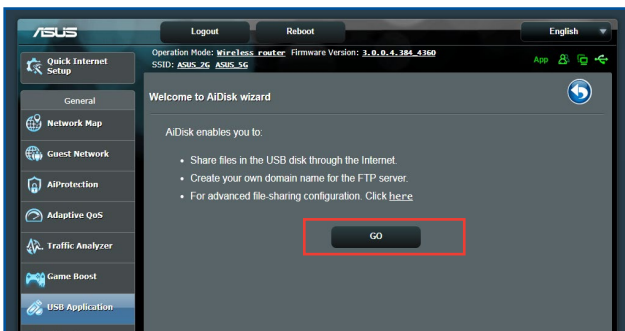 ASUS
Logout
Reboot
English
Quick Internet
Setup
Operation Mode: Wireless router Firmware Version: 3.0.0.4.384_4360
SSID: ASUS_2G ASUS_5G
App
General
Network Map
Guest Network
AiProtection
Adaptive QoS
Traffic Analyzer
Game Boost
USB Application
Welcome to AiDisk wizard
AiDisk enables you to:
• Share files in the USB disk through the Internet.
• Create your own domain name for the FTP server.
• For advanced file-sharing configuration. Click here
GO